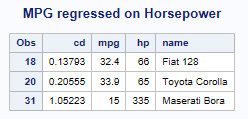 MPG regressed on Horsepower
Obs cd mpg hp name
18 0.13793 32.4 66 Fiat 128
20 0.20555 33.9 65 Toyota Corolla
31 1.05223 15 335 Maserati Bora